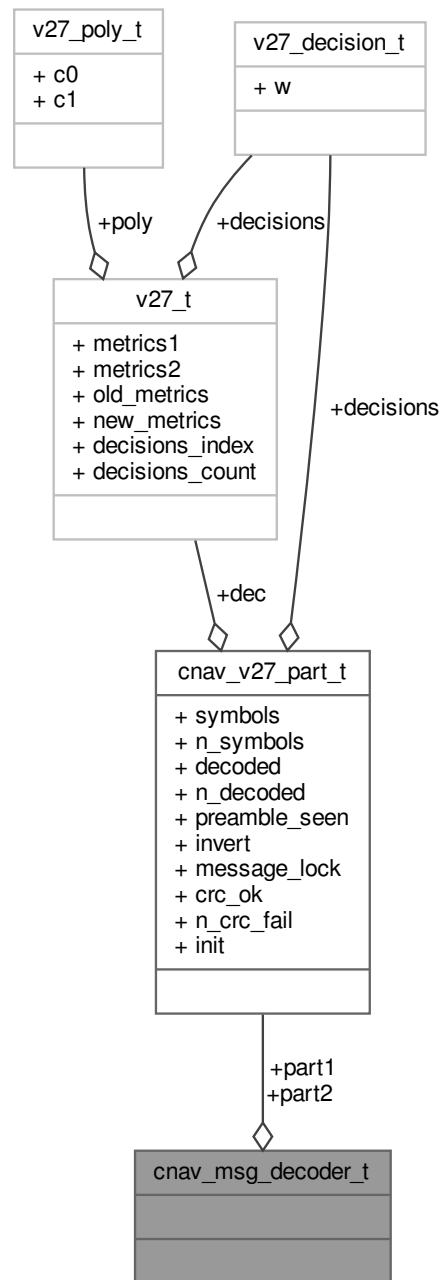 v27_poly_t
+ c0
+ c1
v27_decision_t
+ w
+poly
+decisions
v27_t
+ metrics1
+ metrics2
+ old_metrics
+ new_metrics
+ decisions_index
+ decisions_count
+decisions
+dec
cnav_v27_part_t
+ symbols
+ n_symbols
+ decoded
+ n_decoded
+ preamble_seen
+ invert
+ message_lock
+ crc_ok
+ n_crc_fail
+ init
+part1
+part2
cnav_msg_decoder_t